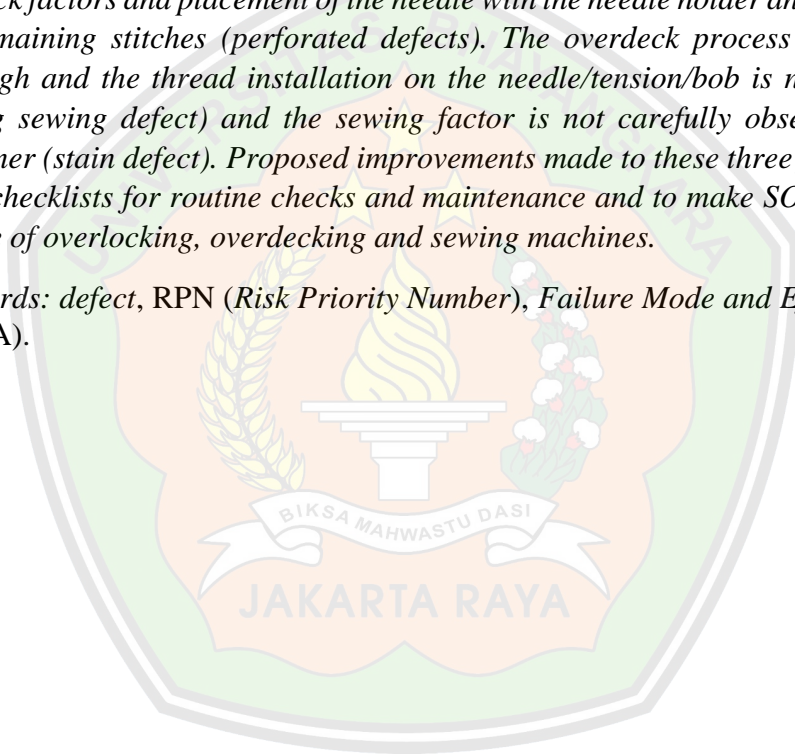 ck factors and placement of the needle with the needle holder an
maining stitches (perforated defects). The overdeck process
gh and the thread installation on the needle/tension/bob is n
g sewing defect) and the sewing factor is not carefully obse
ner (stain defect). Proposed improvements made to these three
checklists for routine checks and maintenance and to make SO
e of overlocking, overdecking and sewing machines.
rds: defect, RPN (Risk Priority Number), Failure Mode and E
A).
UNIVERSITAS BHAYANGKARA
BIKSA MAHWASTU DASI
JAKARTA RAYA